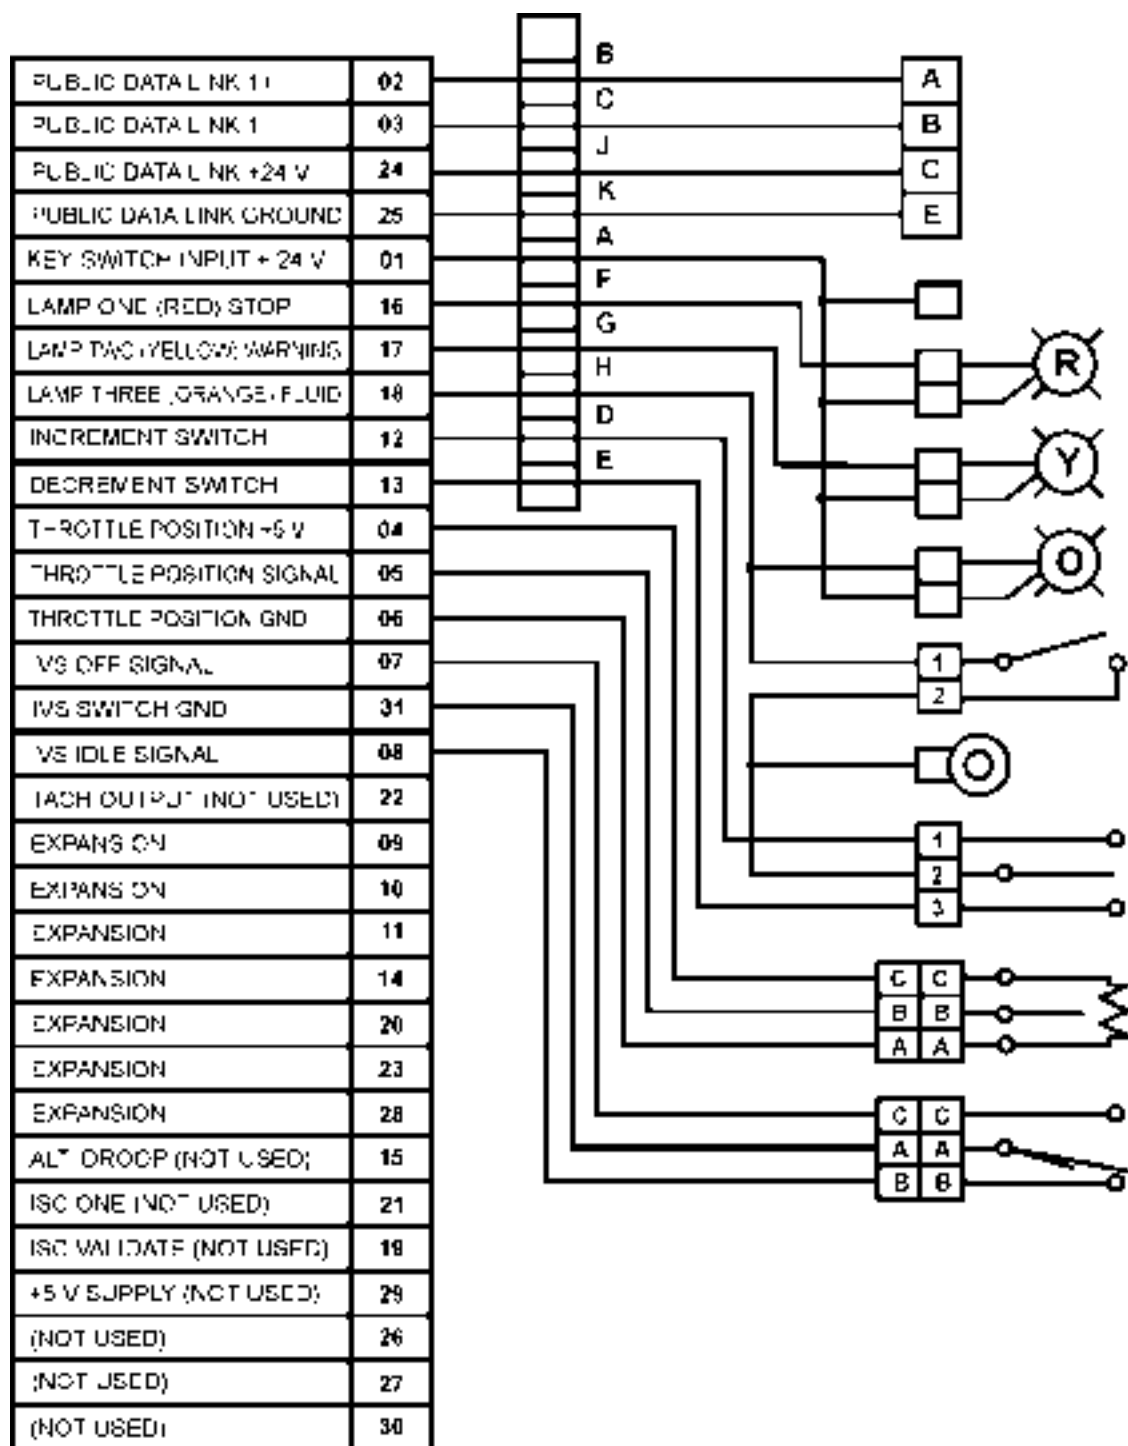 PUBLIC DATA LINK 1+ 02
PUBLIC DATA LINK 1 03
PUBLIC DATA LINK +24 V 24
PUBLIC DATA LINK GROUND 25
KEY SWITCH INPUT + 24 V 01
LAMP ONE (RED) STOP 16
LAMP TWO (YELLOW) WARNING 17
LAMP THREE (ORANGE) FLUID 18
INCREMENT SWITCH 12
DECREMENT SWITCH 13
THROTTLE POSITION +5 V 04
THROTTLE POSITION SIGNAL 05
THROTTLE POSITION GND 06
IVS OFF SIGNAL 07
IVS SWITCH GND 31
IVS IDLE SIGNAL 08
TACH OUTPUT (NOT USED) 22
EXPANSION 09
EXPANSION 10
EXPANSION 11
EXPANSION 14
EXPANSION 20
EXPANSION 23
EXPANSION 28
ALT DROOP (NOT USED) 15
ISC ONE (NOT USED) 21
ISC VALIDATE (NOT USED) 19
+5 V SUPPLY (NOT USED) 29
(NOT USED) 26
(NOT USED) 27
(NOT USED) 30
B
C
J
K
A
F
G
H
D
E
A
B
C
E
R
Y
O
1
2
1
2
3
C C
B B
A A
C C
A A
B B